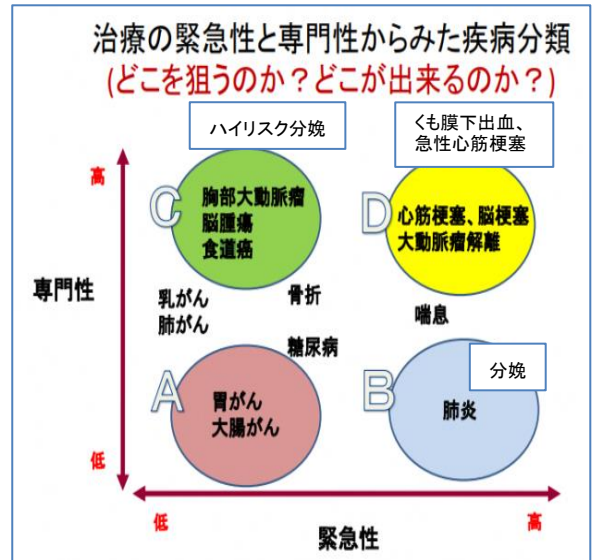 治療の緊急性と専門性からみた疾病分類
(どこを狙うのか？どこが出来るのか？)
ハイリスク分娩
くも膜下出血、
急性心筋梗塞
高
C
胸部大動脈瘤
脳腫瘍
食道癌
D
心筋梗塞、脳梗塞
大動脈瘤解離
専門性
乳がん
肺がん
骨折
喘息
糖尿病
A
胃がん
大腸がん
B
分娩
肺炎
低
低
緊急性
高